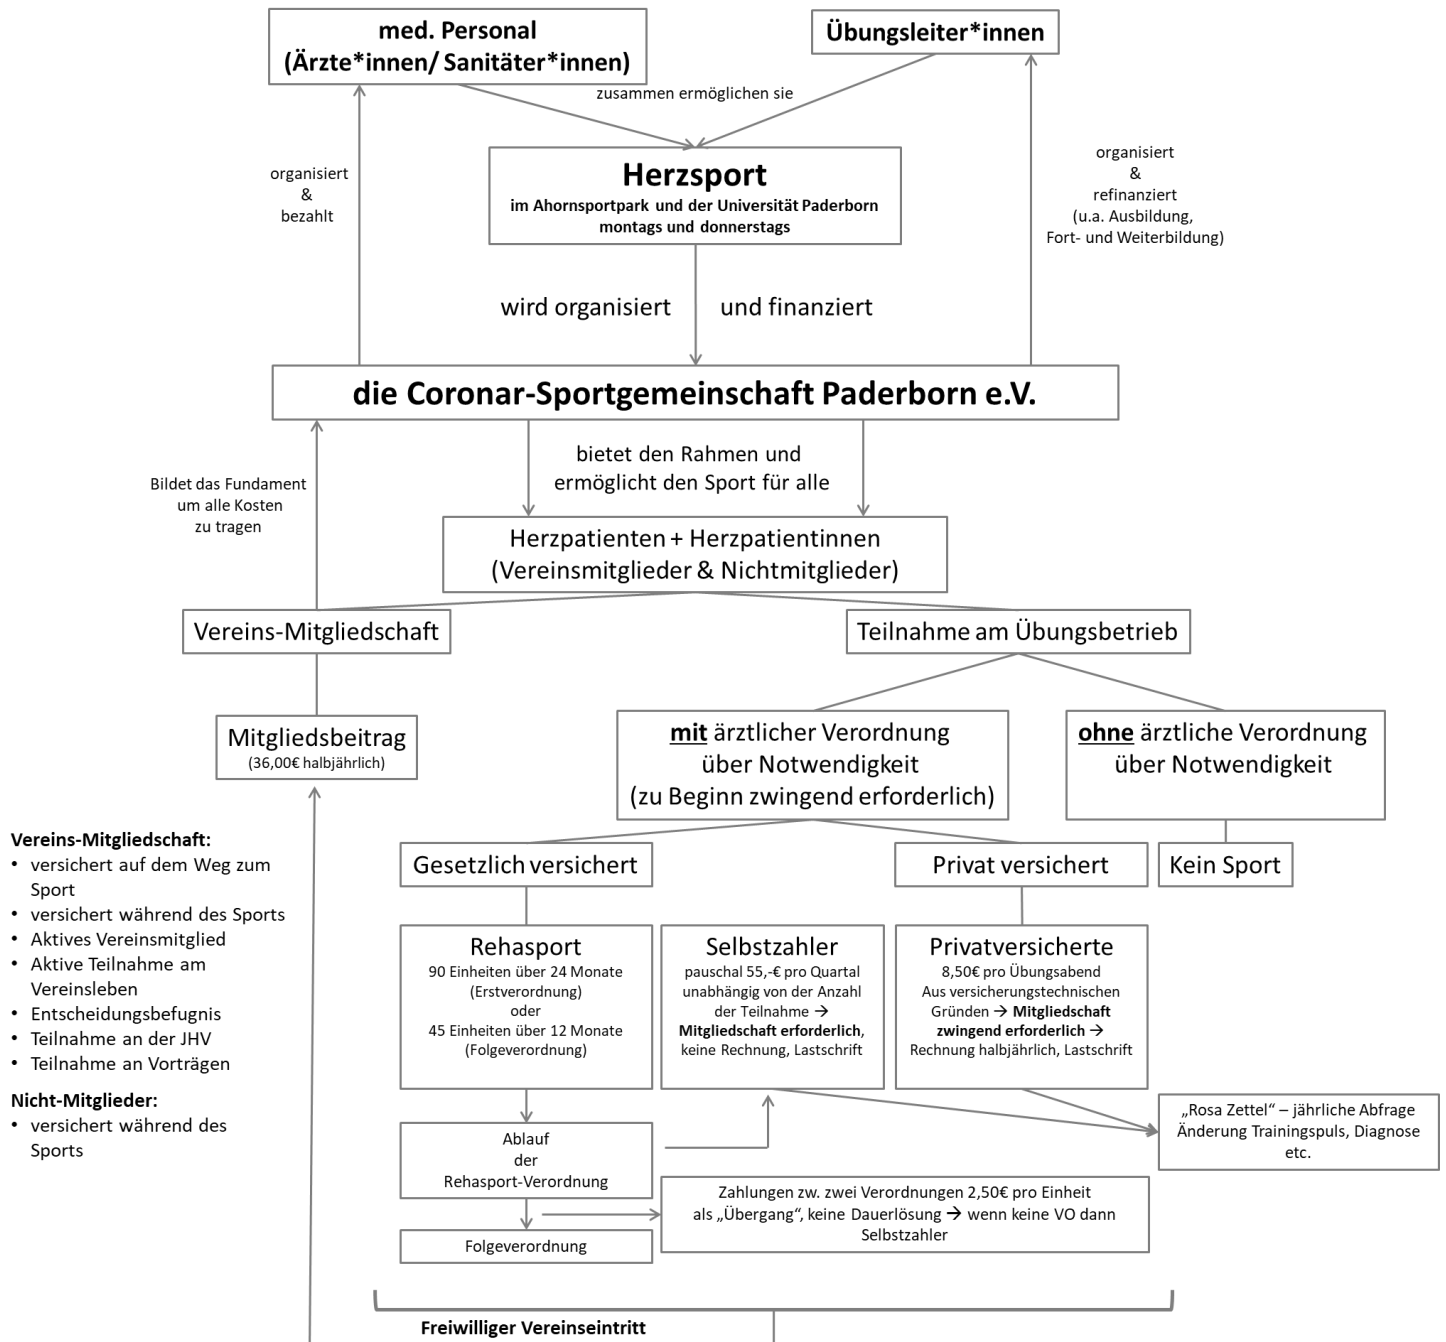 med. Personal
(Ärzte*innen/ Sanitäter*innen)
Übungsleiter*innen
zusammen ermöglichen sie
organisiert
&
bezahlt
Herzsport
im Ahornsportpark und der Universität Paderborn
montags und donnerstags
organisiert
&
refinanziert
(u.a. Ausbildung,
Fort- und Weiterbildung)
wird organisiert und finanziert
die Coronar-Sportgemeinschaft Paderborn e.V.
bietet den Rahmen und
ermöglicht den Sport für alle
Bildet das Fundament
um alle Kosten
zu tragen
Herzpatienten + Herzpatientinnen
(Vereinsmitglieder & Nichtmitglieder)
Vereins-Mitgliedschaft
Teilnahme am Übungsbetrieb
Mitgliedsbeitrag
(36,00€ halbjährlich)
mit ärztlicher Verordnung
über Notwendigkeit
(zu Beginn zwingend erforderlich)
ohne ärztliche Verordnung
über Notwendigkeit
Gesetzlich versichert
Privat versichert
Kein Sport
Vereins-Mitgliedschaft:
• versichert auf dem Weg zum
Sport
• versichert während des Sports
• Aktives Vereinsmitglied
• Aktive Teilnahme am
Vereinsleben
• Entscheidungsbefugnis
• Teilnahme an der JHV
• Teilnahme an Vorträgen
Nicht-Mitglieder:
• versichert während des
Sports
Rehasport
90 Einheiten über 24 Monate
(Erstverordnung)
oder
45 Einheiten über 12 Monate
(Folgeverordnung)
Selbstzahler
pauschal 55,-€ pro Quartal
unabhängig von der Anzahl
der Teilnahme →
Mitgliedschaft erforderlich,
keine Rechnung, Lastschrift
Privatversicherte
8,50€ pro Übungsabend
Aus versicherungstechnischen
Gründen → Mitgliedschaft
zwingend erforderlich →
Rechnung halbjährlich, Lastschrift
„Rosa Zettel“ – jährliche Abfrage
Änderung Trainingspuls, Diagnose
etc.
Ablauf
der
Rehasport-Verordnung
Zahlungen zw. zwei Verordnungen 2,50€ pro Einheit
als „Übergang“, keine Dauerlösung → wenn keine VO dann
Selbstzahler
Folgeverordnung
Freiwilliger Vereinseintritt